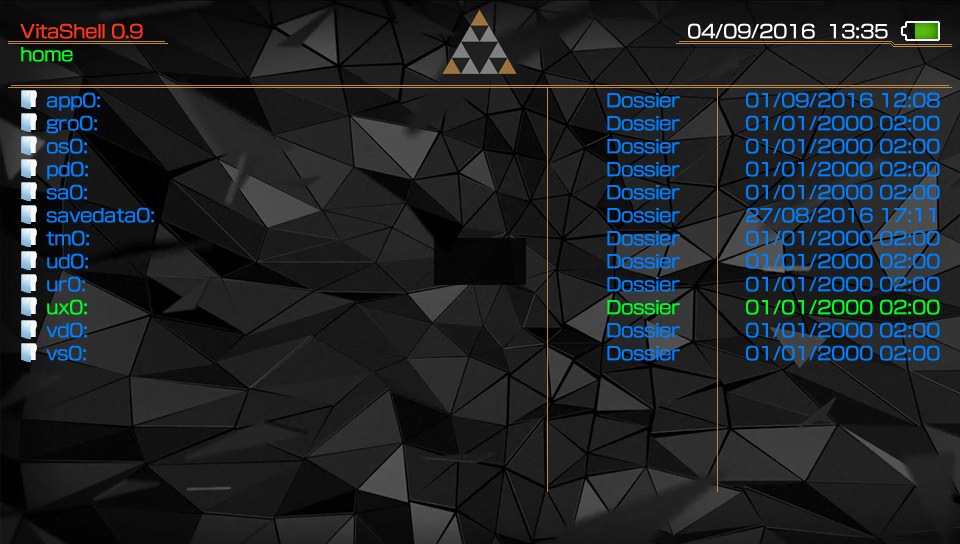 VitaShell 0.9 04/09/2016 13:35
home
app0: Dossier 01/09/2016 12:08
gro0: Dossier 01/01/2000 02:00
os0: Dossier 01/01/2000 02:00
pd0: Dossier 01/01/2000 02:00
sa0: Dossier 01/01/2000 02:00
savedata0: Dossier 27/08/2016 17:11
tm0: Dossier 01/01/2000 02:00
ud0: Dossier 01/01/2000 02:00
ur0: Dossier 01/01/2000 02:00
ux0: Dossier 01/01/2000 02:00
vd0: Dossier 01/01/2000 02:00
vs0: Dossier 01/01/2000 02:00